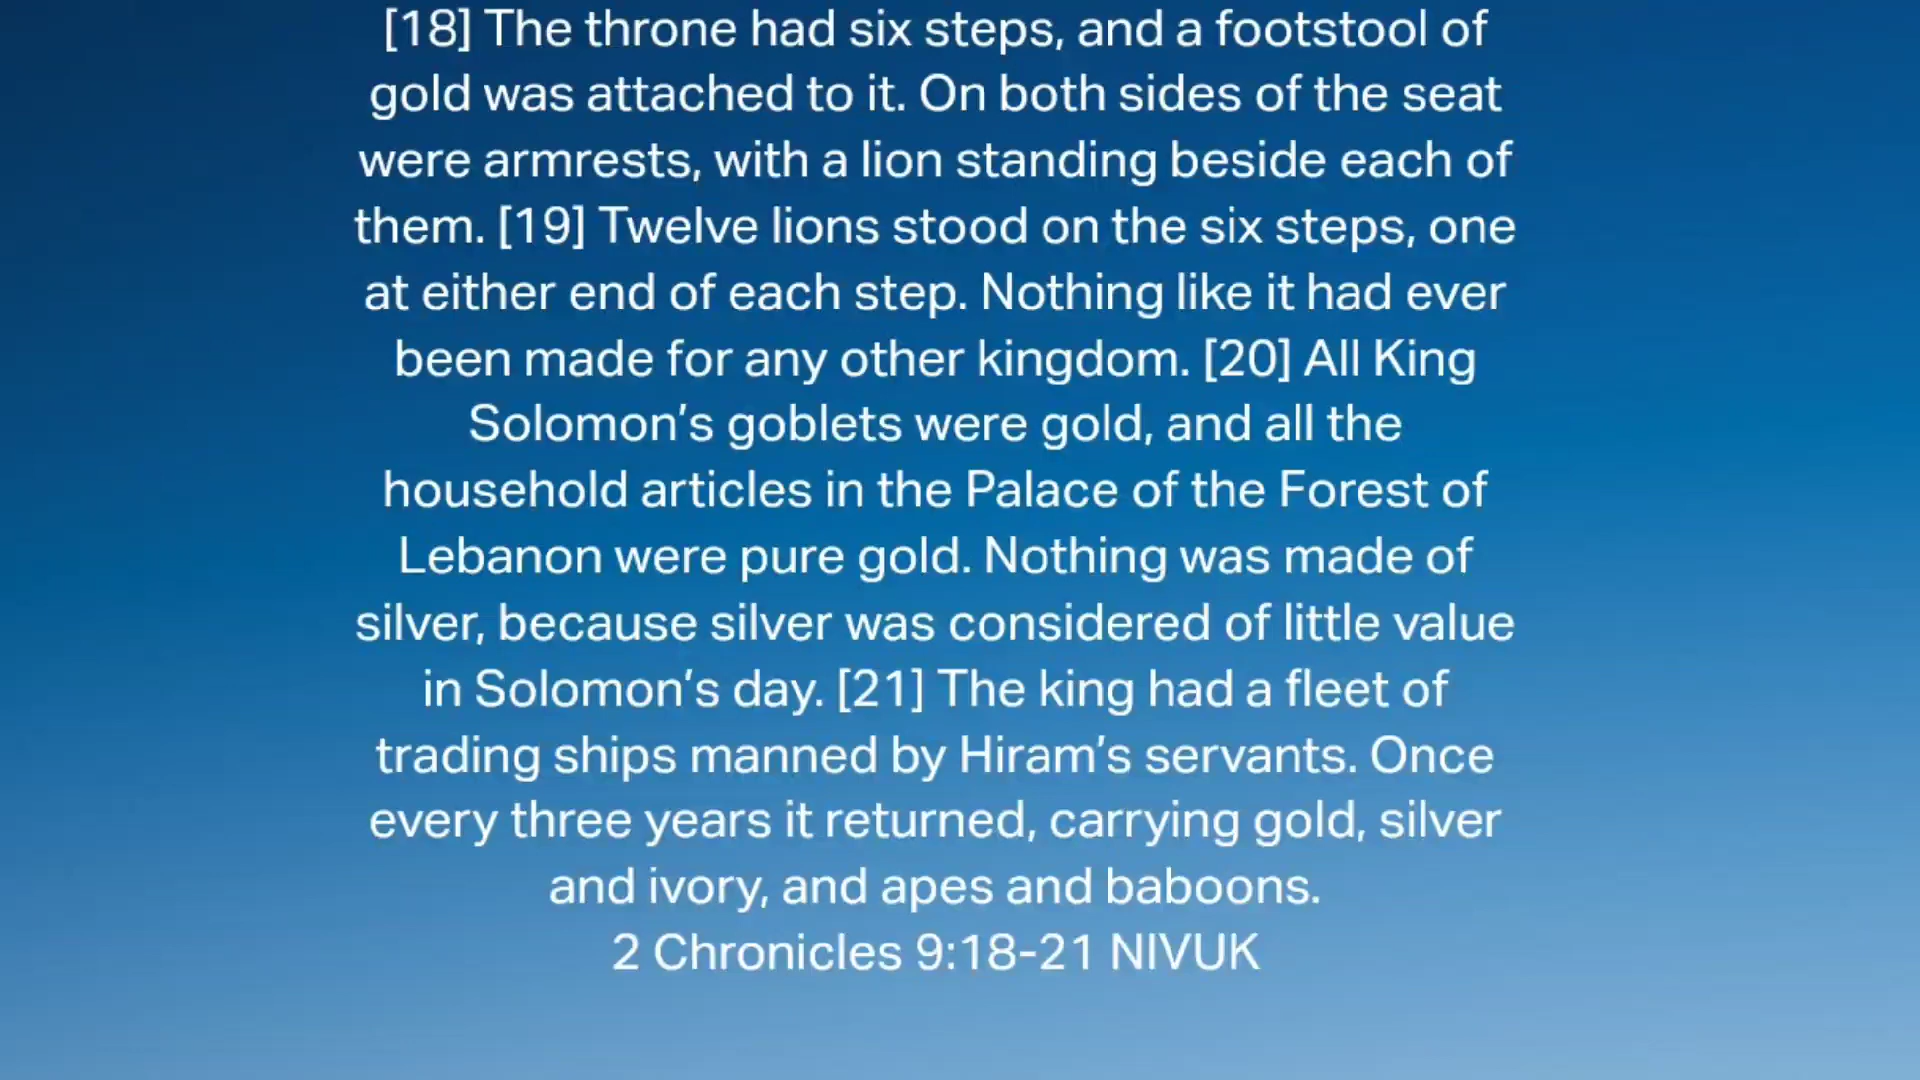 [18] The throne had six steps, and a footstool of
gold was attached to it. On both sides of the seat
were armrests, with a lion standing beside each of
them. [19] Twelve lions stood on the six steps, one
at either end of each step. Nothing like it had ever
been made for any other kingdom. [20] All King
Solomon’s goblets were gold, and all the
household articles in the Palace of the Forest of
Lebanon were pure gold. Nothing was made of
silver, because silver was considered of little value
in Solomon’s day. [21] The king had a fleet of
trading ships manned by Hiram’s servants. Once
every three years it returned, carrying gold, silver
and ivory, and apes and baboons.
2 Chronicles 9:18-21 NIVUK